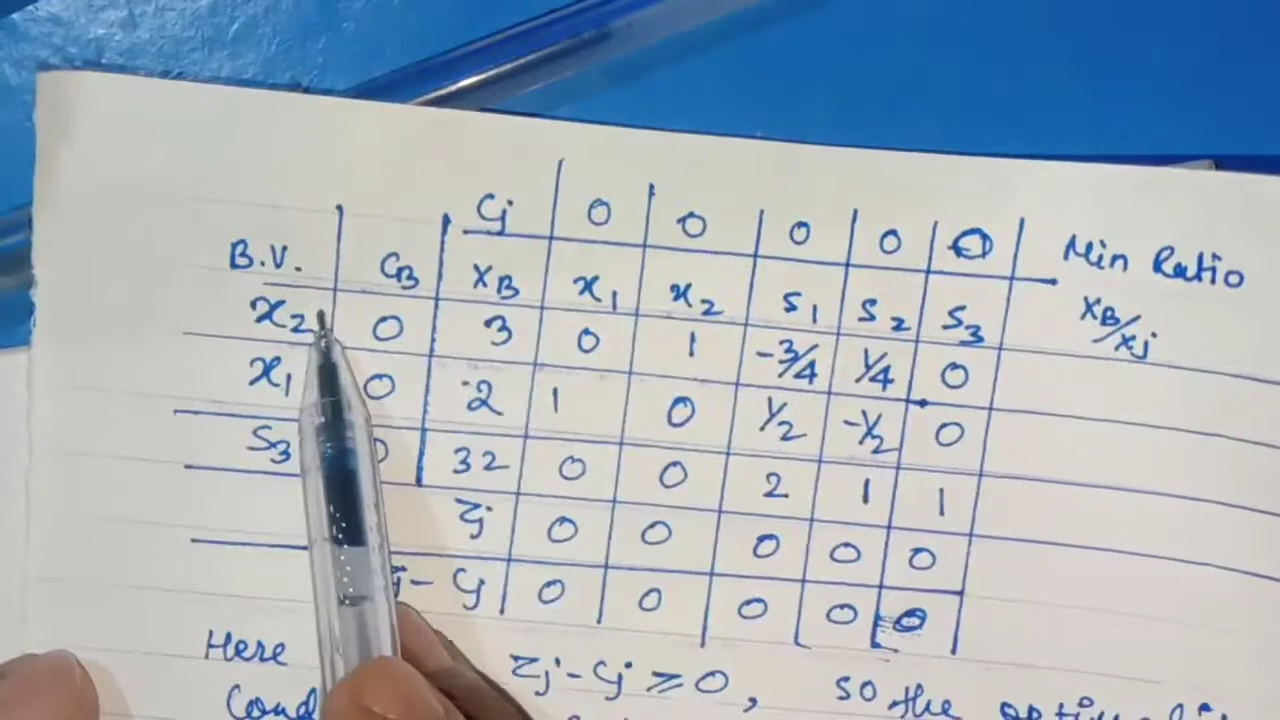 Cj 0 0 0 0 0 Min Ratio
B.V. CB XB x1 x2 S1 S2 S3 XB/xj
x2 0 3 0 1 -3/4 1/4 0
x1 0 2 1 0 1/2 -1/2 0
S3 0 32 0 0 2 1 1
Zj 0 0 0 0 0
- Cj 0 0 0 0 0
Here Zj - Cj ≥ 0, so the
Cond